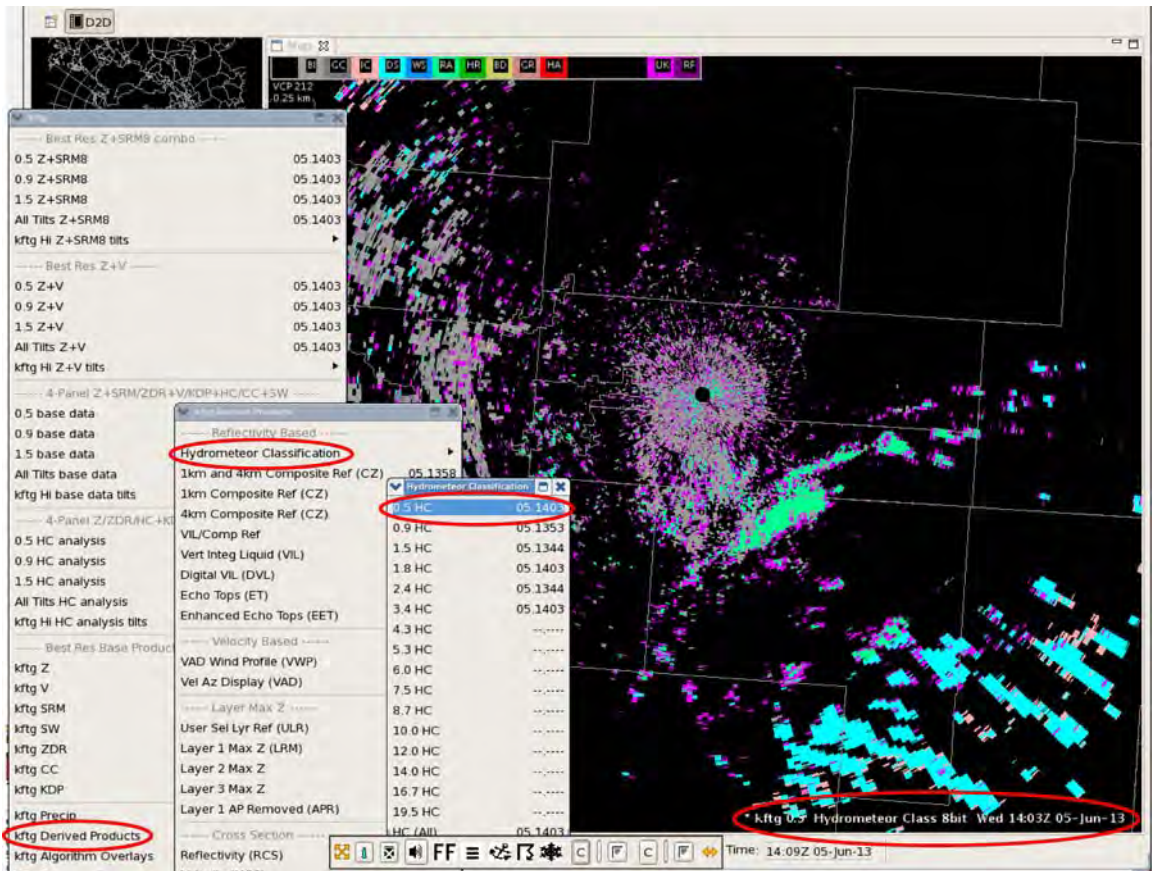 D2D
Map
BI GC IC DS WS RA HR BD GR HA UK RF
VCP 212
0.25 km
kftg
Best Res Z+SRM8 combo
0.5 Z+SRM8 05.1403
0.9 Z+SRM8 05.1403
1.5 Z+SRM8 05.1403
All Tilts Z+SRM8 05.1403
kftg Hi Z+SRM8 tilts
Best Res Z+V
0.5 Z+V 05.1403
0.9 Z+V 05.1403
1.5 Z+V 05.1403
All Tilts Z+V 05.1403
kftg Hi Z+V tilts
4-Panel Z+SRM/ZDR+V/KDP+HC/CC+SW
0.5 base data
0.9 base data
1.5 base data
All Tilts base data
kftg Hi base data tilts
4-Panel Z/ZDR/HC+K
0.5 HC analysis
0.9 HC analysis
1.5 HC analysis
All Tilts HC analysis
kftg Hi HC analysis tilts
Best Res Base Product
kftg Z
kftg V
kftg SRM
kftg SW
kftg ZDR
kftg CC
kftg KDP
kftg Precip
kftg Derived Products
kftg Algorithm Overlays
kftg Derived Products
Reflectivity Based
Hydrometeor Classification
1km and 4km Composite Ref (CZ) 05.1358
1km Composite Ref (CZ)
4km Composite Ref (CZ)
VIL/Comp Ref
Vert Integ Liquid (VIL)
Digital VIL (DVL)
Echo Tops (ET)
Enhanced Echo Tops (EET)
Velocity Based
VAD Wind Profile (VWP)
Vel Az Display (VAD)
Layer Max Z
User Sel Lyr Ref (ULR)
Layer 1 Max Z (LRM)
Layer 2 Max Z
Layer 3 Max Z
Layer 1 AP Removed (APR)
Cross Section
Reflectivity (RCS)
Hydrometeor Classification
0.5 HC 05.1403
0.9 HC 05.1353
1.5 HC 05.1344
1.8 HC 05.1403
2.4 HC 05.1344
3.4 HC 05.1403
4.3 HC --.----
5.3 HC --.----
6.0 HC --.----
7.5 HC --.----
8.7 HC --.----
10.0 HC --.----
12.0 HC --.----
14.0 HC --.----
16.7 HC --.----
19.5 HC --.----
HC (All) 05.1403
* kftg 0.5 Hydrometeor Class 8bit Wed 14:03Z 05-Jun-13
FF C F C F Time: 14:09Z 05-Jun-13